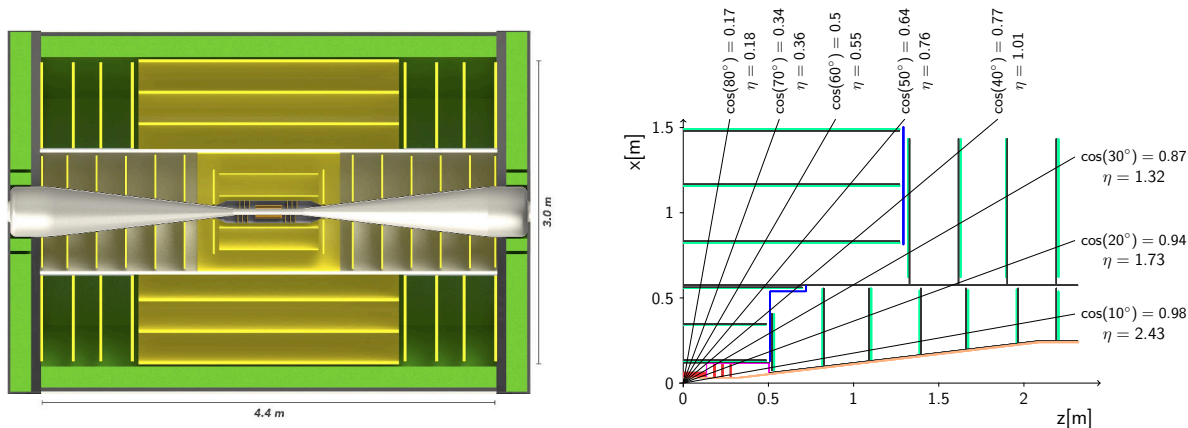 3.0 m
4.4 m
cos(80°) = 0.17
η = 0.18
cos(70°) = 0.34
η = 0.36
cos(60°) = 0.5
η = 0.55
cos(50°) = 0.64
η = 0.76
cos(40°) = 0.77
η = 1.01
cos(30°) = 0.87
η = 1.32
cos(20°) = 0.94
η = 1.73
cos(10°) = 0.98
η = 2.43
x[m]
1.5
1
0.5
0
0
0.5
1
1.5
2
z[m]